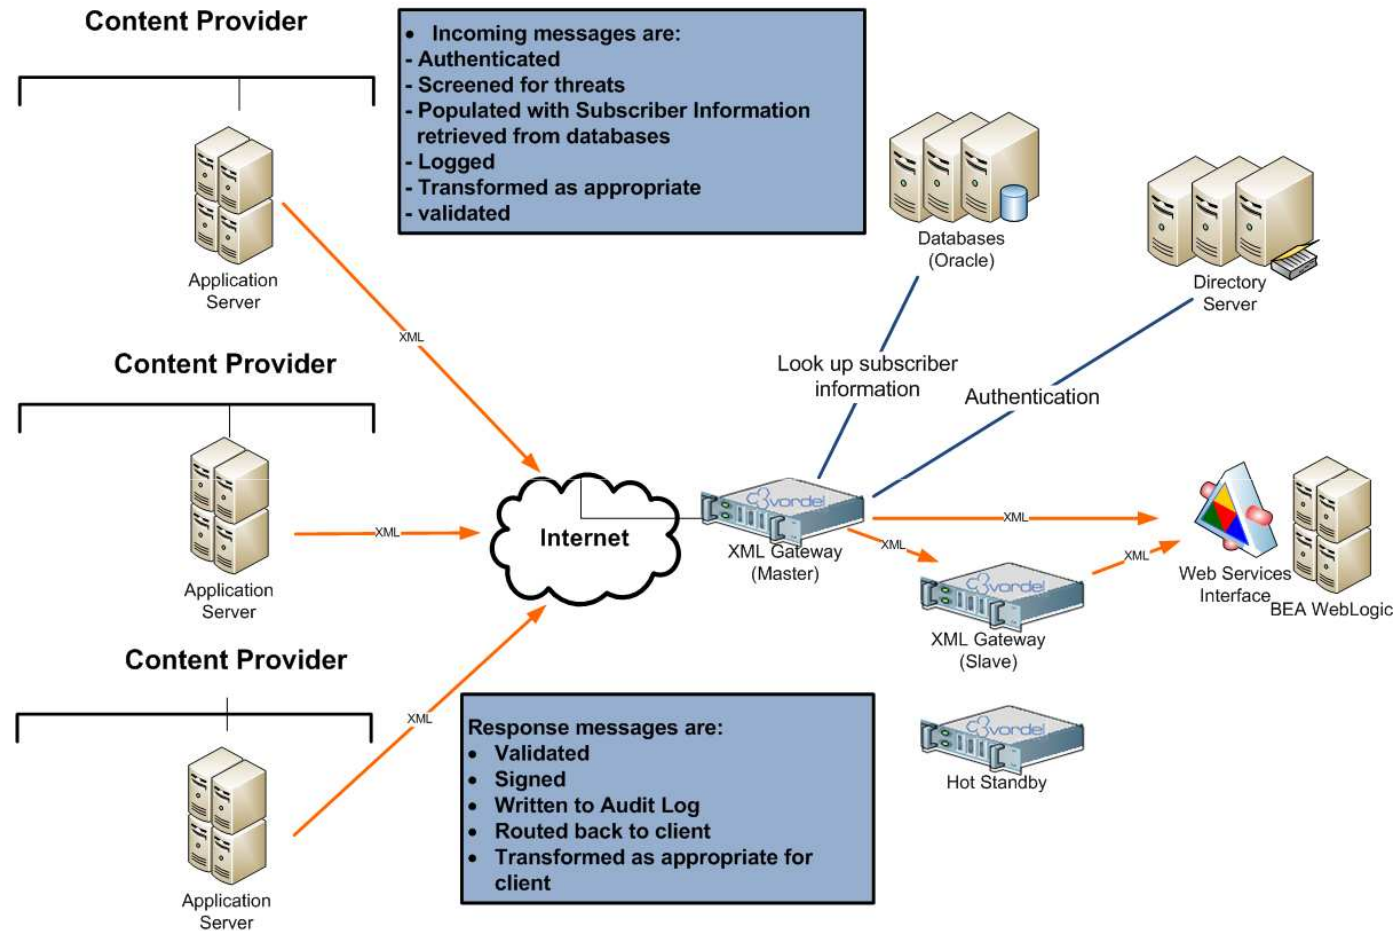 Content Provider
Application
Server
XML
Content Provider
Application
Server
XML
Content Provider
Application
Server
XML
• Incoming messages are:
- Authenticated
- Screened for threats
- Populated with Subscriber Information
retrieved from databases
- Logged
- Transformed as appropriate
- validated
Databases
(Oracle)
Directory
Server
Look up subscriber
information
Authentication
Internet
vordel
XML Gateway
(Master)
XML
XML
XML
vordel
XML Gateway
(Slave)
vordel
Hot Standby
Web Services
Interface
BEA WebLogic
Response messages are:
• Validated
• Signed
• Written to Audit Log
• Routed back to client
• Transformed as appropriate for
client